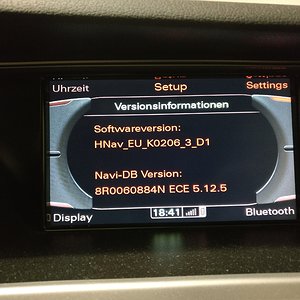 Uhrzeit
Setup
Settings
Versionsinformationen
Softwareversion:
HNav_EU_K0206_3_D1
Navi-DB Version:
8R0060884N ECE 5.12.5
Display
18:41
Bluetooth